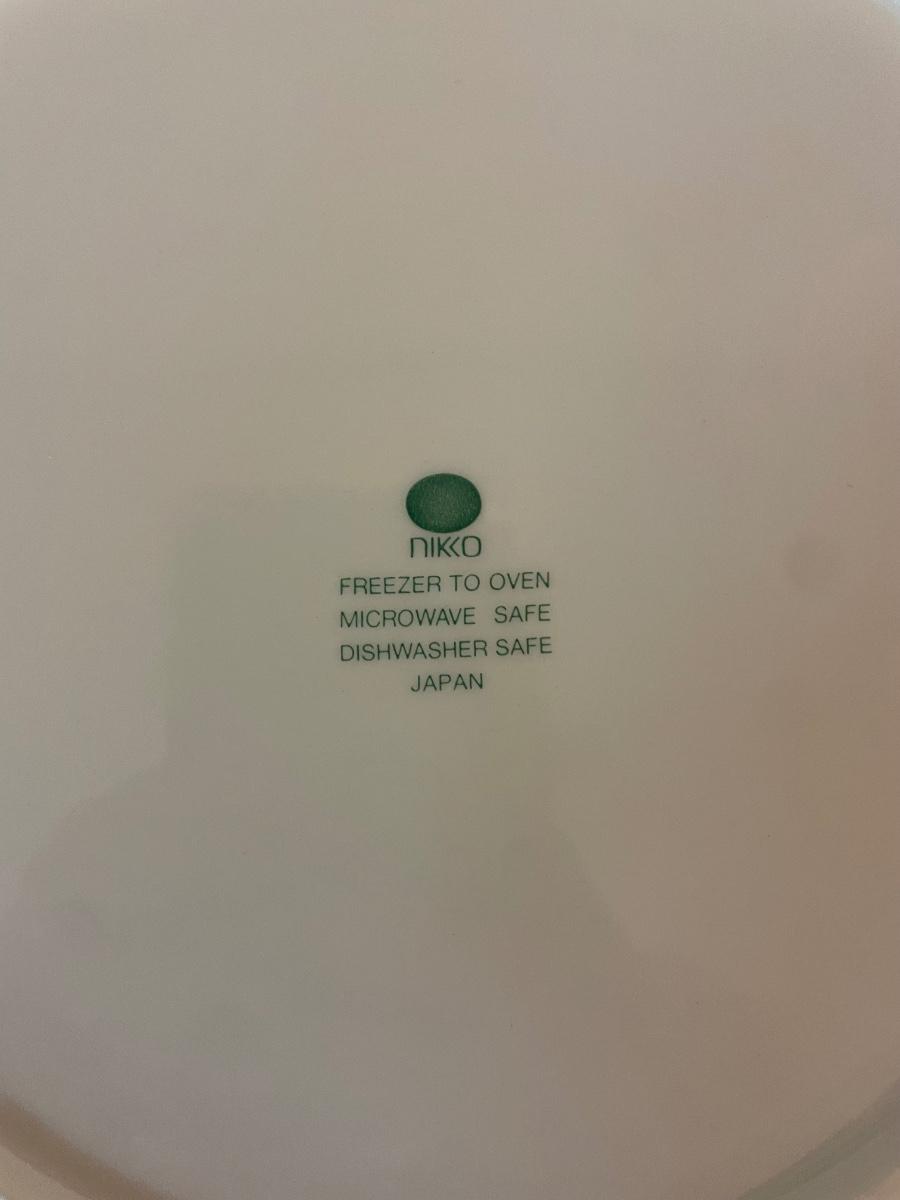 NIKKO
FREEZER TO OVEN
MICROWAVE SAFE
DISHWASHER SAFE
JAPAN